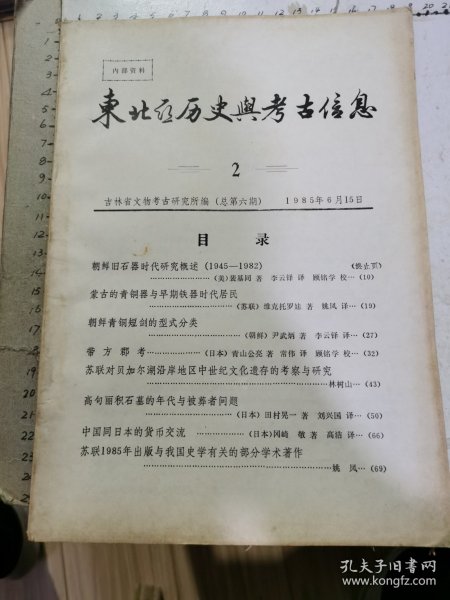 内部资料
東北亚历史與考古信息
2
吉林省文物考古研究所编 (总第六期) 1985年6月15日
目 录
朝鲜旧石器时代研究概述 (1945—1982) (终止页)
(美)裴基同 著 李云铎 译 顾铭学 校…(10)
蒙古的青铜器与早期铁器时代居民
(苏联) 维克托罗娃 著 姚凤 译…(19)
朝鲜青铜短剑的型式分类
(朝鲜) 尹武炳 著 李云铎 译…(27)
带方郡考 (日本) 青山公亮 著 常伟 译 顾铭学 校…(32)
苏联对贝加尔湖沿岸地区中世纪文化遗存的考察与研究
林树山…(43)
高句丽积石墓的年代与被葬者问题
(日本) 田村晃一 著 刘兴国 译…(50)
中国同日本的货币交流 (日本)冈崎 敬 著 高洁 译…(66)
苏联1985年出版与我国史学有关的部分学术著作
姚凤…(69)
孔夫子旧书网
www.kongfz.com